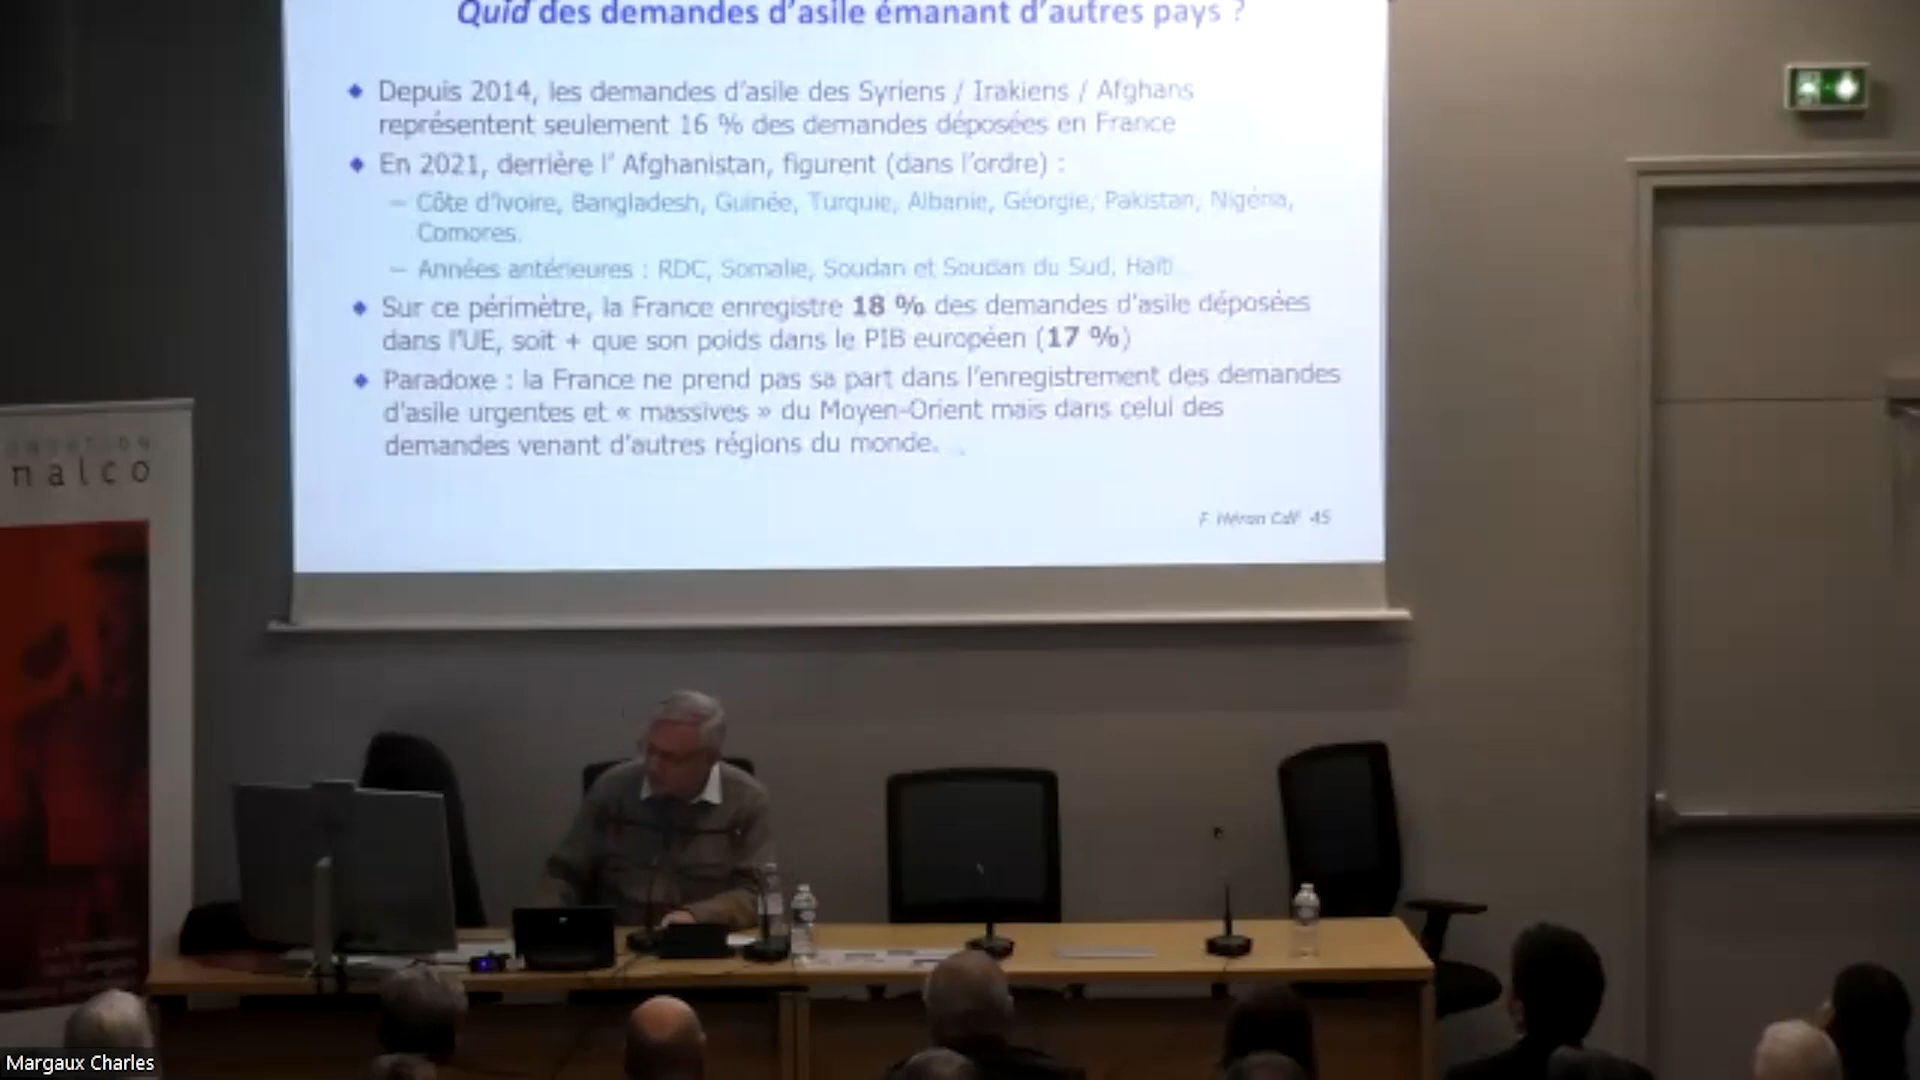 Quid des demandes d'asile émanant d'autres pays ?
◆ Depuis 2014, les demandes d'asile des Syriens / Irakiens / Afghans
représentent seulement 16 % des demandes déposées en France
◆ En 2021, derrière l' Afghanistan, figurent (dans l'ordre) :
– Côte d'Ivoire, Bangladesh, Guinée, Turquie, Albanie, Géorgie, Pakistan, Nigéria,
Comores.
– Années antérieures : RDC, Somalie, Soudan et Soudan du Sud, Haïti
◆ Sur ce périmètre, la France enregistre 18 % des demandes d'asile déposées
dans l'UE, soit + que son poids dans le PIB européen (17 %)
◆ Paradoxe : la France ne prend pas sa part dans l'enregistrement des demandes
d'asile urgentes et « massives » du Moyen-Orient mais dans celui des
demandes venant d'autres régions du monde.
F Héran CdF 45
nalco
Margaux Charles